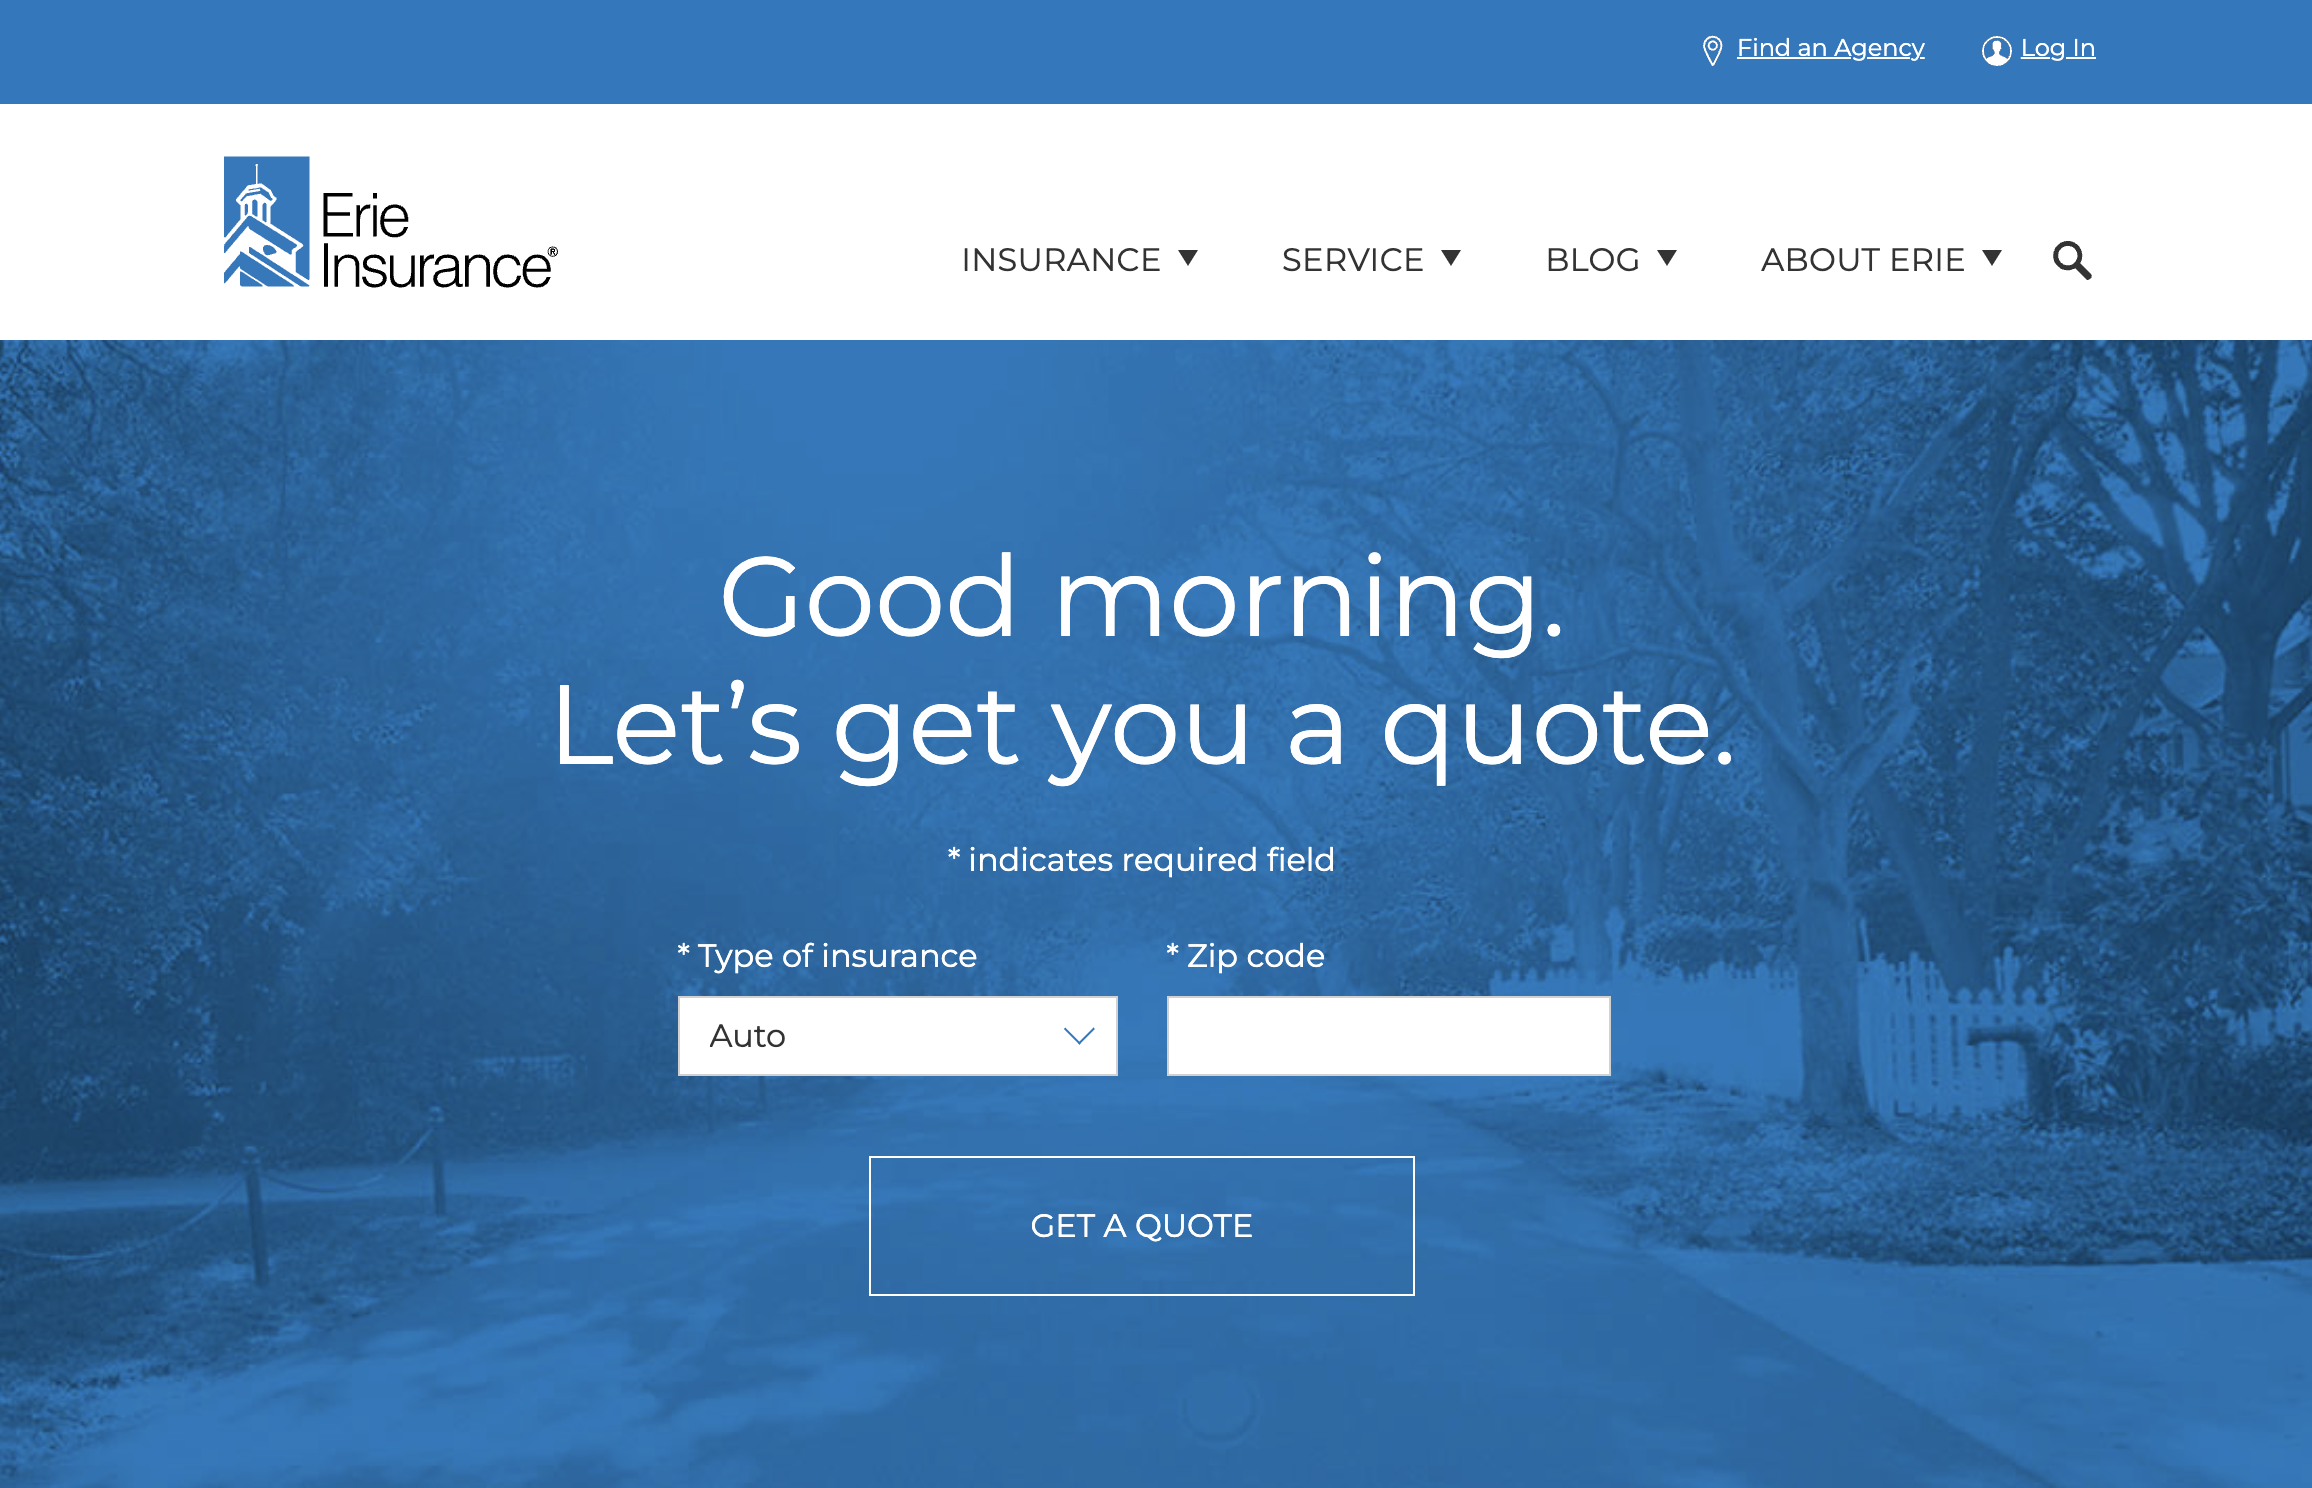 Find an Agency
Log In
Erie
Insurance®
INSURANCE
SERVICE
BLOG
ABOUT ERIE
Good morning.
Let’s get you a quote.
* indicates required field
* Type of insurance
* Zip code
Auto
GET A QUOTE